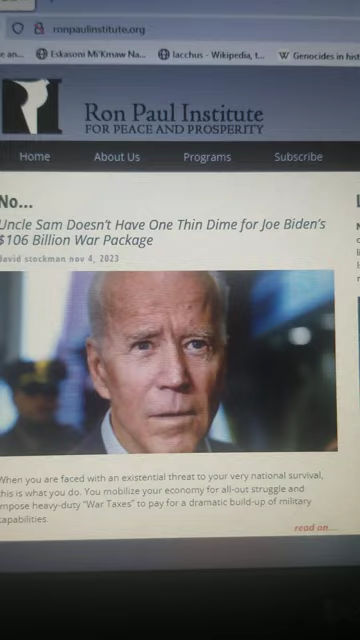 ronpaulinstitute.org
Eskasoni Mi'Kmaw Na... Iacchus - Wikipedia, t... W Genocides in hist
Ron Paul Institute
FOR PEACE AND PROSPERITY
Home About Us Programs Subscribe
No...
Uncle Sam Doesn't Have One Thin Dime for Joe Biden's
$106 Billion War Package
david stockman nov 4, 2023
When you are faced with an existential threat to your very national survival,
this is what you do. You mobilize your economy for all-out struggle and
impose heavy-duty "War Taxes" to pay for a dramatic build-up of military
capabilities.
read on...